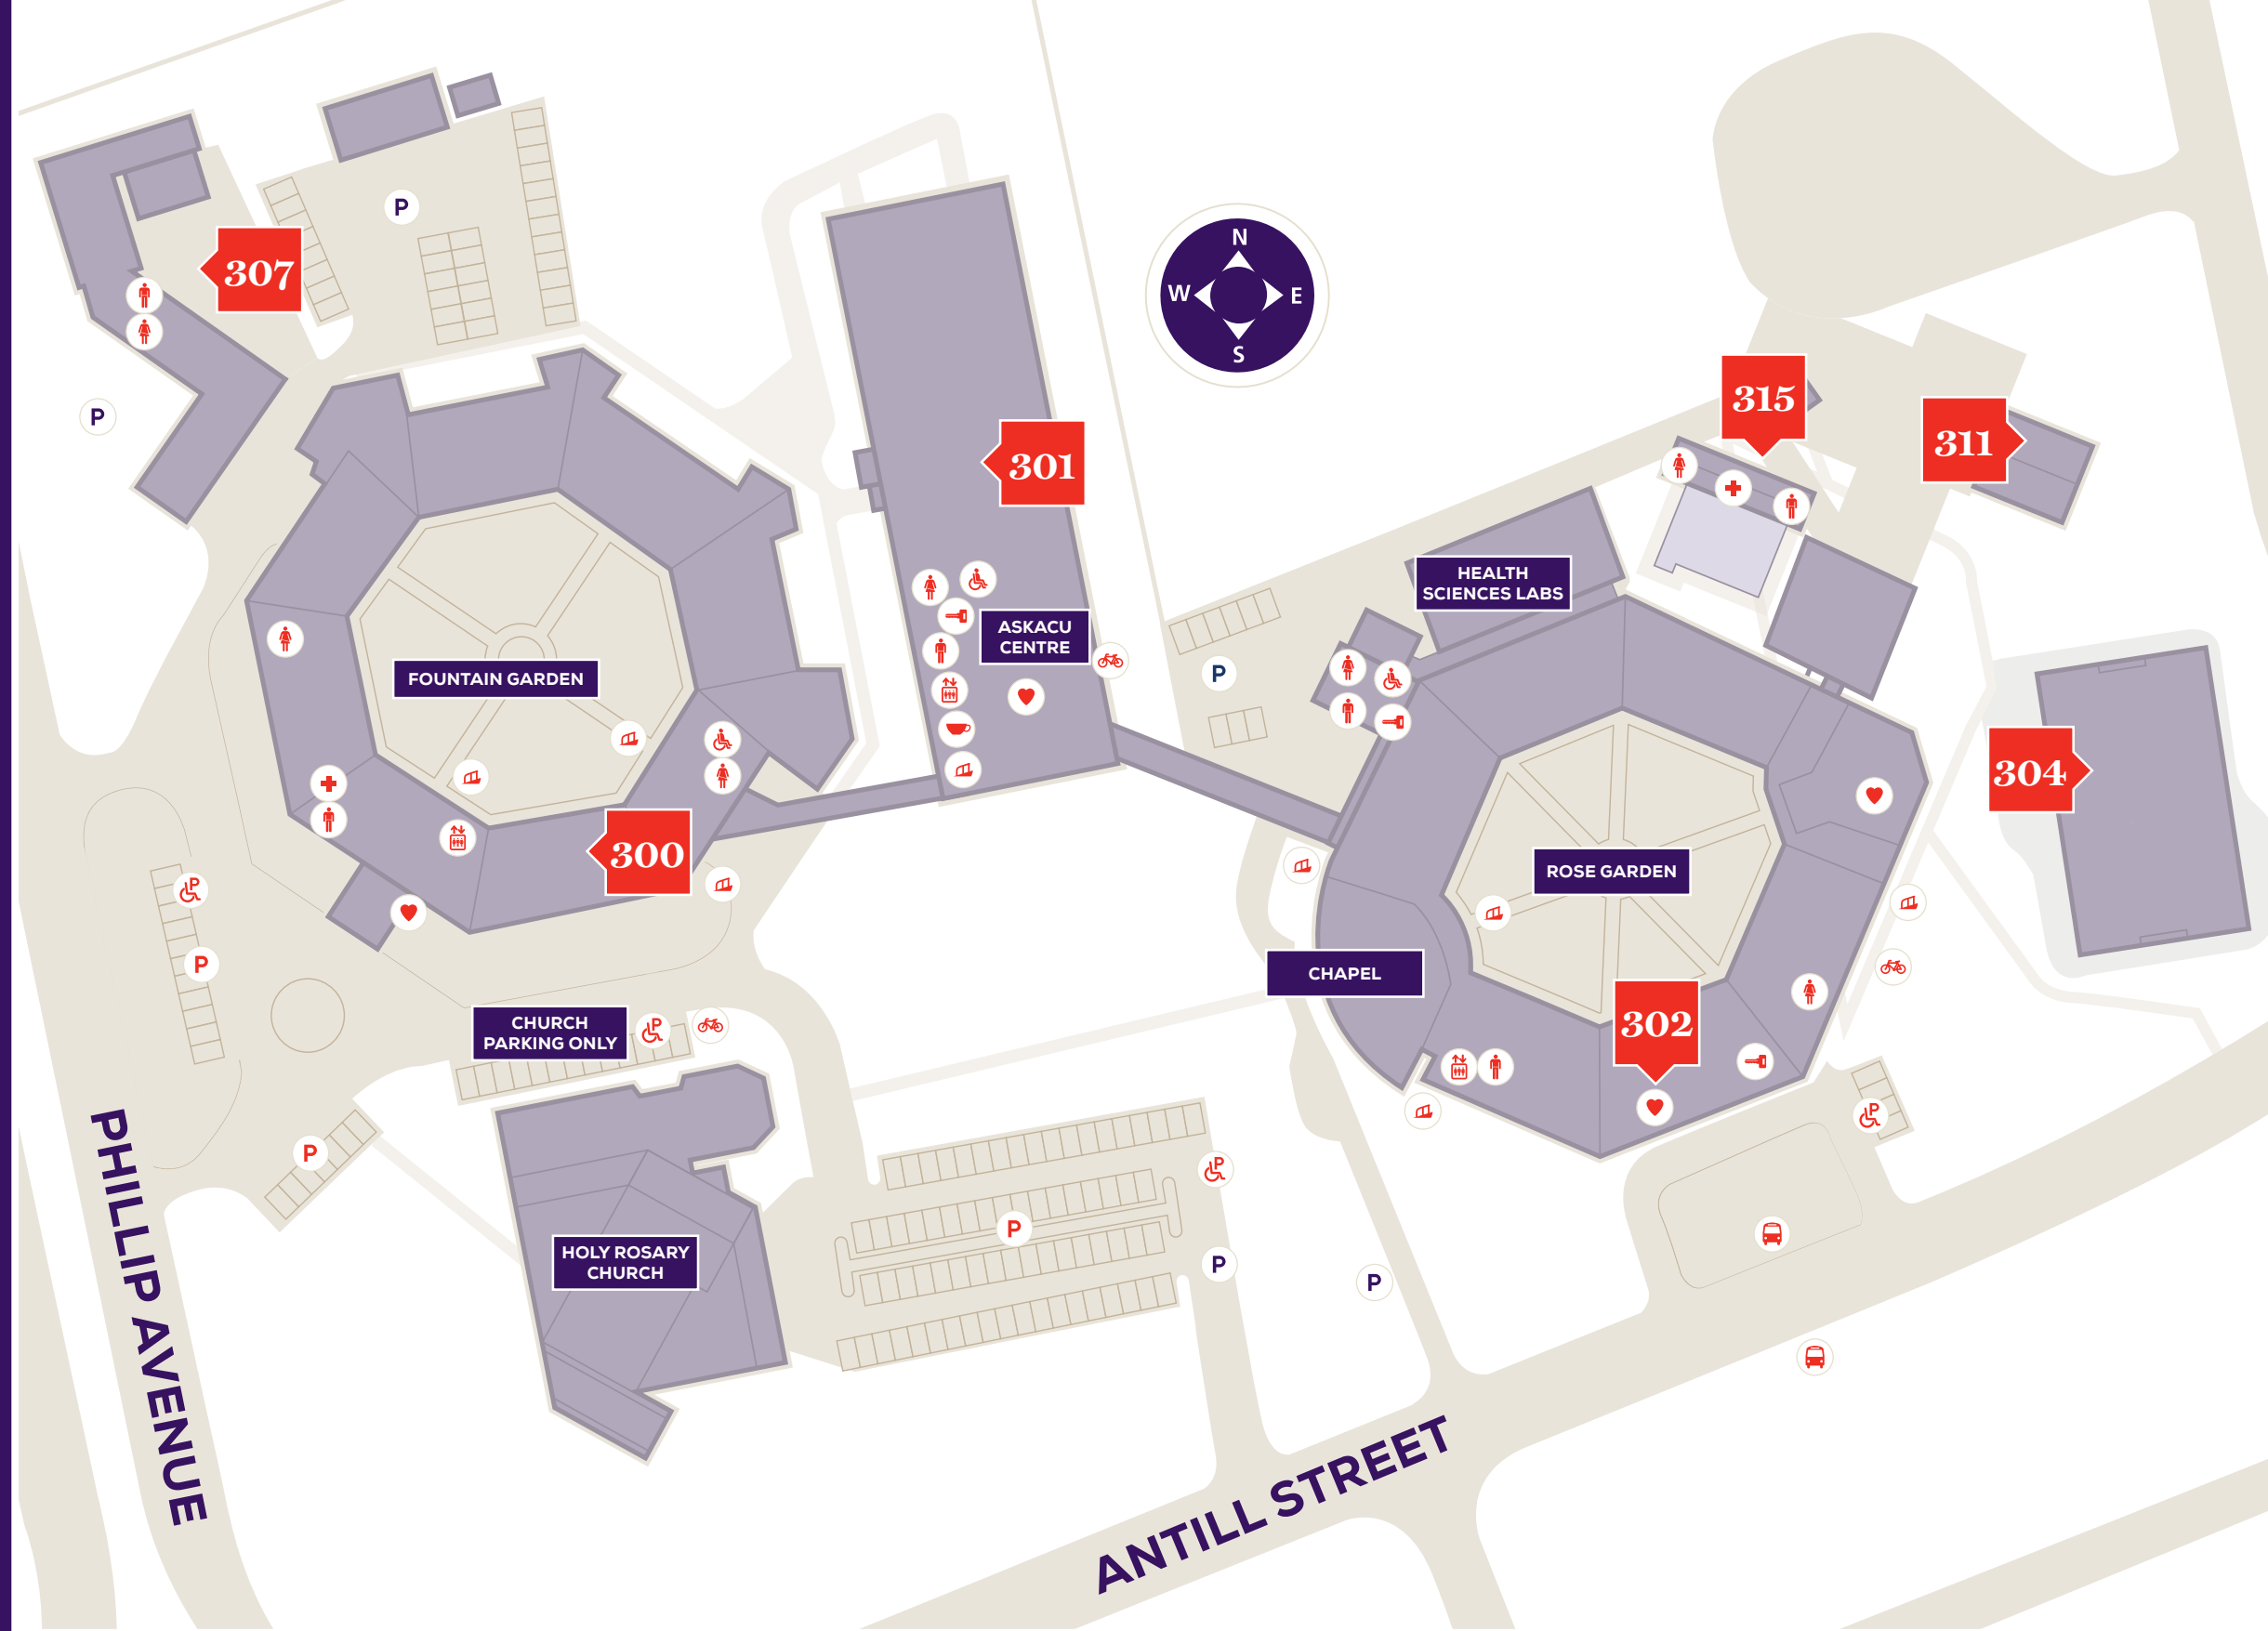 N
W
E
S
P
307
P
315
311
301
HEALTH
SCIENCES LABS
ASKACU
CENTRE
P
FOUNTAIN GARDEN
P
304
300
ROSE GARDEN
P
P
CHAPEL
CHURCH
PARKING ONLY
P
302
P
P
P
HOLY ROSARY
CHURCH
P
P
P
PHILLIP AVENUE
ANTILL STREET